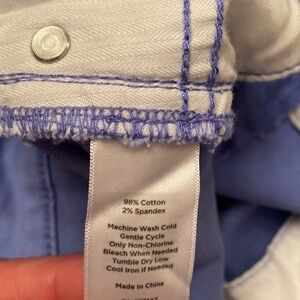 98% Cotton
2% Spandex
Machine Wash Cold
Gentle Cycle
Only Non-Chlorine
Bleach When Needed
Tumble Dry Low
Cool Iron if Needed
Made in China